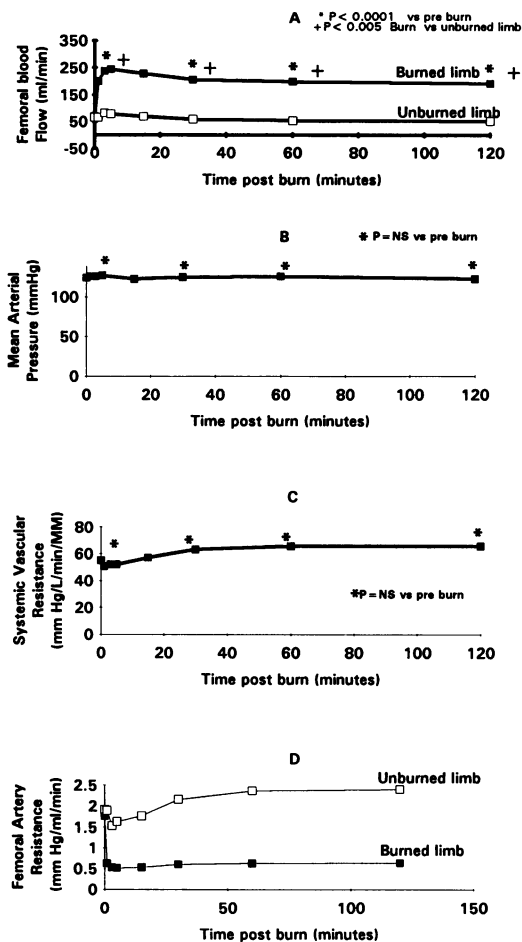 A
* P< 0.0001 vs pre burn
+P< 0.005 Burn vs unburned limb
Femoral blood
Flow (ml/min)
350
250
150
50
-50
* + * + * + * +
Burned limb
Unburned limb
0 20 40 60 80 100 120
Time post burn (minutes)
B
* P=NS vs pre burn
Mean Arterial
Pressure (mmHg)
100
50
0
* * * *
0 20 40 60 80 100 120
Time post burn (minutes)
C
Systemic Vascular
Resistance
(mm Hg/L/min/MM)
80
60
40
20
0
* * * *
*P=NS vs pre burn
0 20 40 60 80 100 120
Time post burn (minutes)
D
Femoral Artery
Resistance
(mm Hg/ml/min)
2.5
2
1.5
1
0.5
0
Unburned limb
Burned limb
0 50 100 150
Time post burn (minutes)